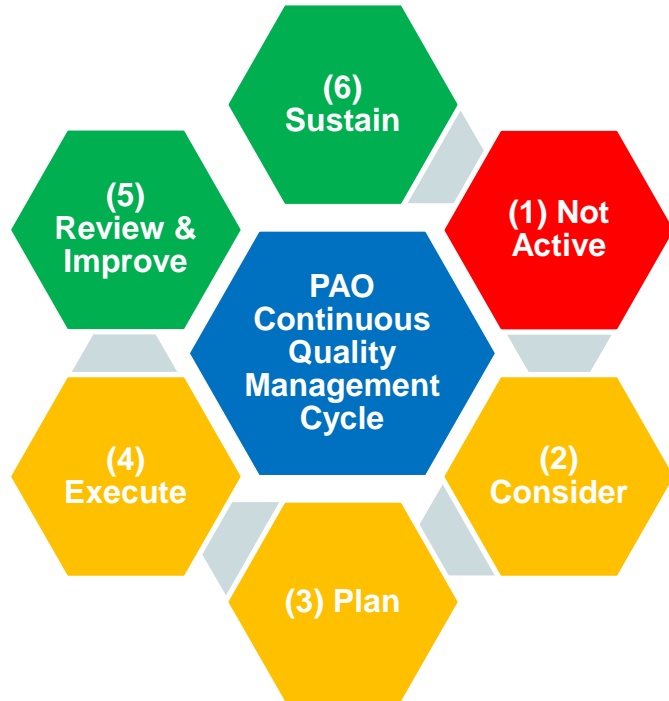 (6)
Sustain
(1) Not
Active
(5)
Review &
Improve
PAO
Continuous
Quality
Management
Cycle
(2)
Consider
(4)
Execute
(3) Plan